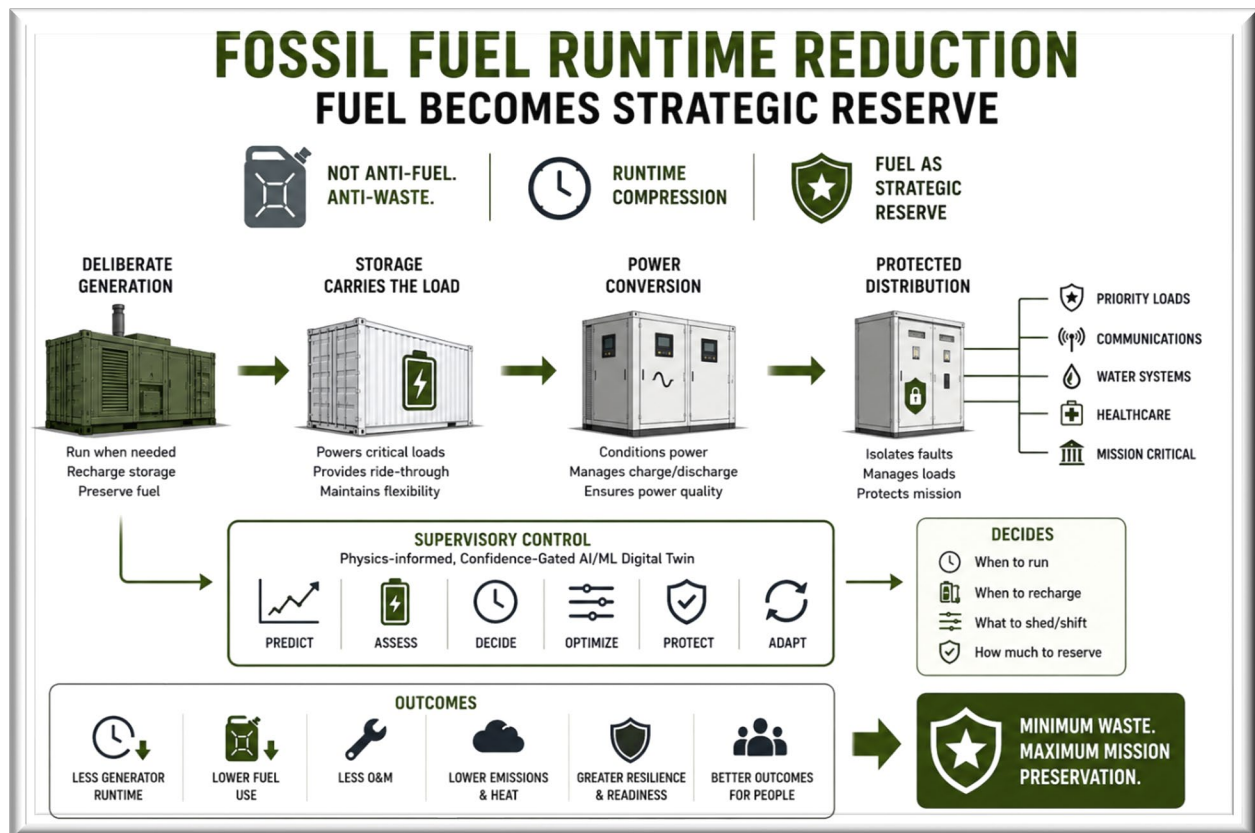 FOSSIL FUEL RUNTIME REDUCTION
FUEL BECOMES STRATEGIC RESERVE
NOT ANTI-FUEL.
ANTI-WASTE.
RUNTIME
COMPRESSION
FUEL AS
STRATEGIC
RESERVE
DELIBERATE
GENERATION
Run when needed
Recharge storage
Preserve fuel
STORAGE
CARRIES THE LOAD
Powers critical loads
Provides ride-through
Maintains flexibility
POWER
CONVERSION
Conditions power
Manages charge/discharge
Ensures power quality
PROTECTED
DISTRIBUTION
Isolates faults
Manages loads
Protects mission
PRIORITY LOADS
COMMUNICATIONS
WATER SYSTEMS
HEALTHCARE
MISSION CRITICAL
SUPERVISORY CONTROL
Physics-informed, Confidence-Gated AI/ML Digital Twin
PREDICT
ASSESS
DECIDE
OPTIMIZE
PROTECT
ADAPT
DECIDES
When to run
When to recharge
What to shed/shift
How much to reserve
OUTCOMES
LESS GENERATOR
RUNTIME
LOWER FUEL
USE
LESS O&M
LOWER EMISSIONS
& HEAT
GREATER RESILIENCE
& READINESS
BETTER OUTCOMES
FOR PEOPLE
MINIMUM WASTE.
MAXIMUM MISSION
PRESERVATION.